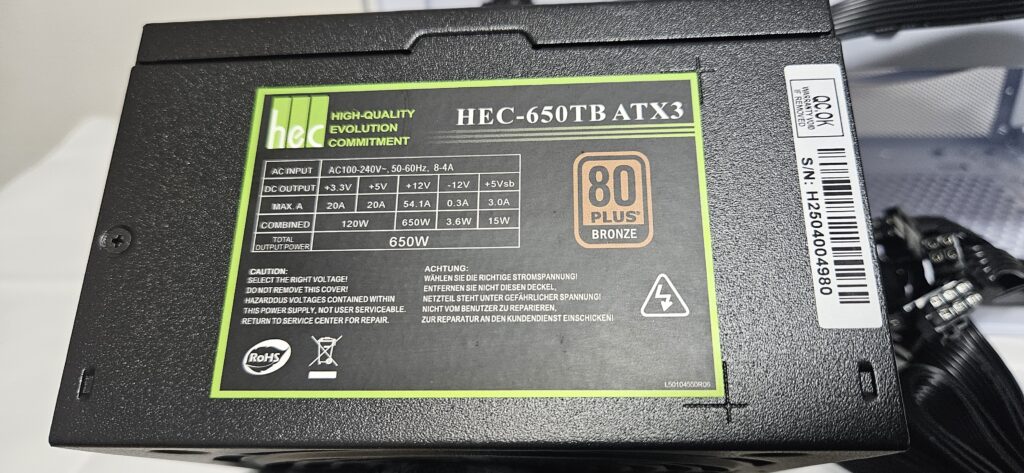 hec
HIGH-QUALITY
EVOLUTION
COMMITMENT
HEC-650TB ATX3
AC INPUT AC100-240V~, 50-60Hz, 8-4A
DC OUTPUT +3.3V +5V +12V -12V +5Vsb
MAX. A 20A 20A 54.1A 0.3A 3.0A
COMBINED 120W 650W 3.6W 15W
TOTAL
OUTPUT POWER 650W
80
PLUS®
BRONZE
CAUTION:
SELECT THE RIGHT VOLTAGE!
DO NOT REMOVE THIS COVER!
HAZARDOUS VOLTAGES CONTAINED WITHIN
THIS POWER SUPPLY, NOT USER SERVICEABLE.
RETURN TO SERVICE CENTER FOR REPAIR.
ACHTUNG:
WÄHLEN SIE DIE RICHTIGE STROMSPANNUNG!
ENTFERNEN SIE NICHT DIESEN DECKEL,
NETZTEIL STEHT UNTER GEFÄHRLICHER SPANNUNG!
NICHT VOM BENUTZER ZU REPARIEREN,
ZUR REPARATUR AN DEN KUNDENDIENST EINSCHICKEN!
RoHS
L50104550R06
QC.OK
WARRANTY VOID
IF REMOVED
S/N: H2504004980